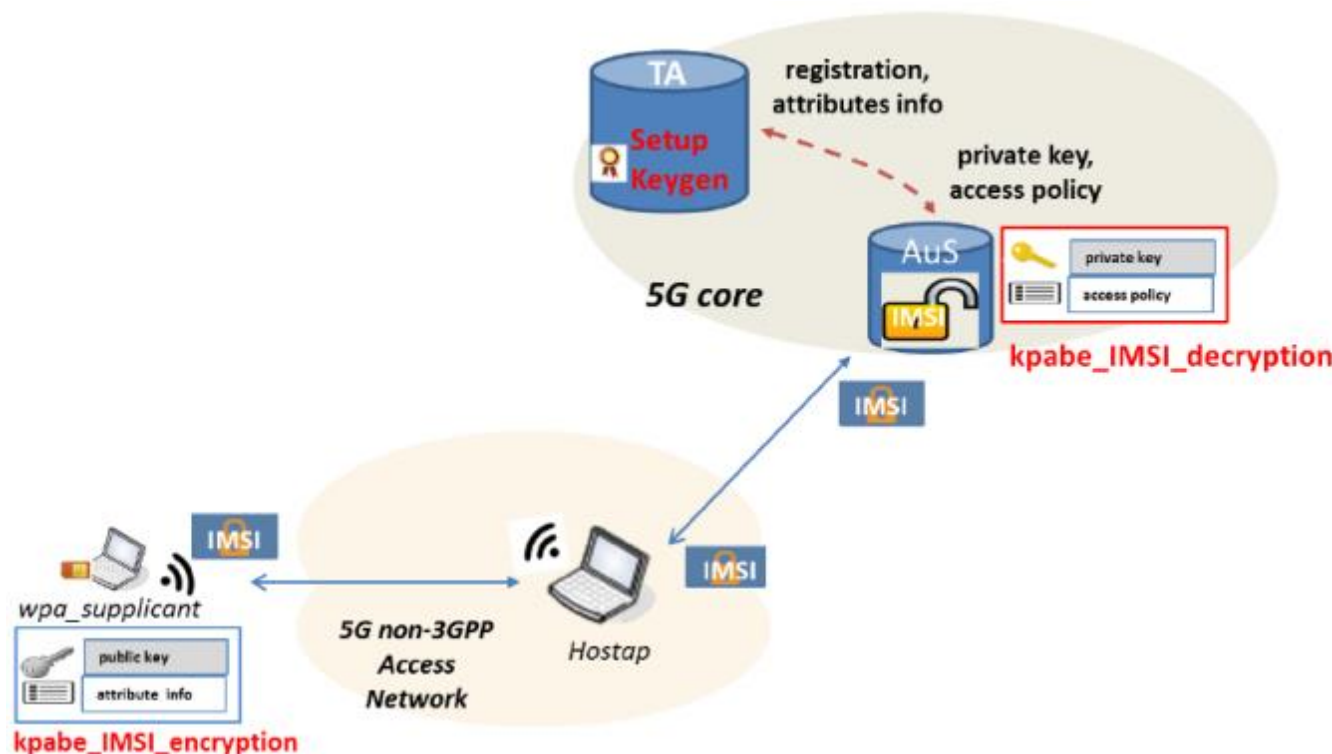 TA
Setup
Keygen
registration,
attributes info
private key,
access policy
AuS
IMSI
private key
access policy
5G core
kpabe_IMSI_decryption
IMSI
IMSI
IMSI
wpa_supplicant
5G non-3GPP
Access
Network
Hostap
public key
attribute info
kpabe_IMSI_encryption